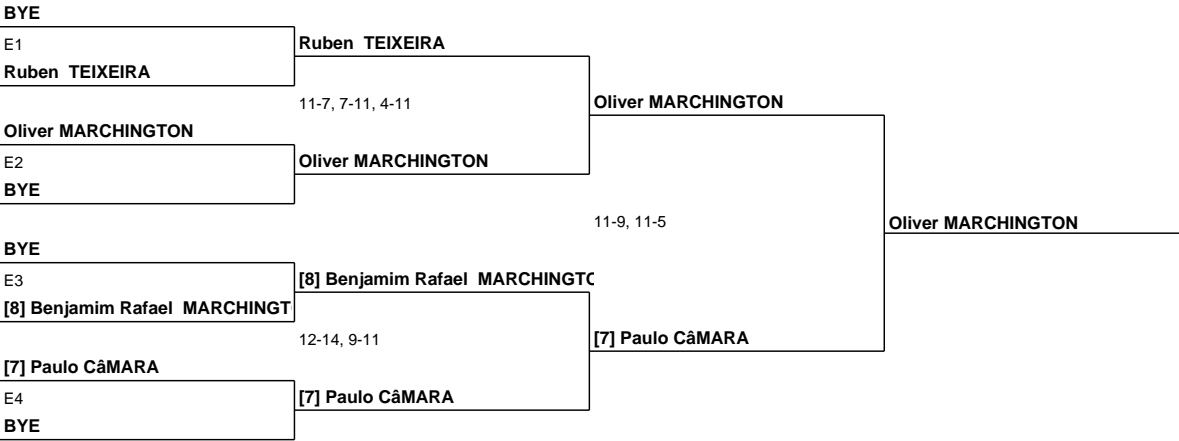 BYE
E1
Ruben TEIXEIRA
Ruben TEIXEIRA
11-7, 7-11, 4-11
Oliver MARCHINGTON
Oliver MARCHINGTON
E2
Oliver MARCHINGTON
BYE
11-9, 11-5
Oliver MARCHINGTON
BYE
E3
[8] Benjamim Rafael MARCHINGTO
[8] Benjamim Rafael MARCHINGT
12-14, 9-11
[7] Paulo CâMARA
[7] Paulo CâMARA
E4
[7] Paulo CâMARA
BYE